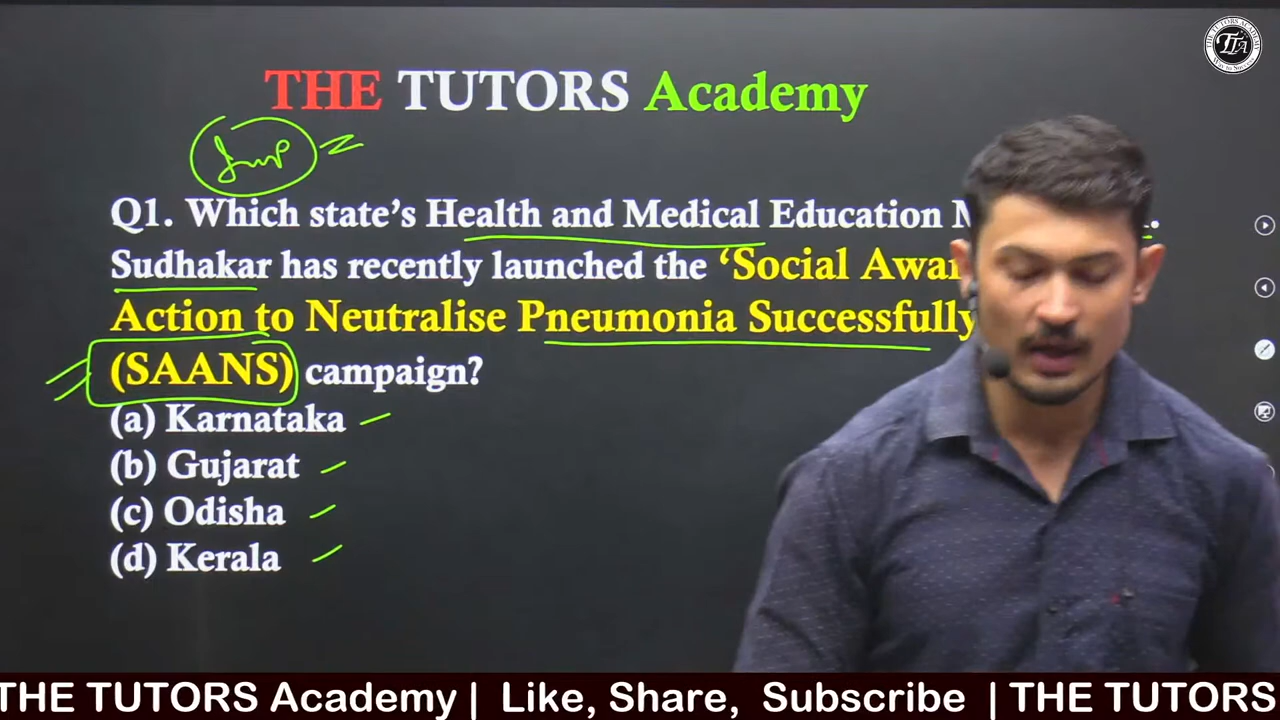 THE TUTORS Academy
Imp
Q1. Which state's Health and Medical Education M
Sudhakar has recently launched the 'Social Awar
Action to Neutralise Pneumonia Successfully
(SAANS) campaign?
(a) Karnataka
(b) Gujarat
(c) Odisha
(d) Kerala
THE TUTORS Academy | Like, Share, Subscribe | THE TUTORS